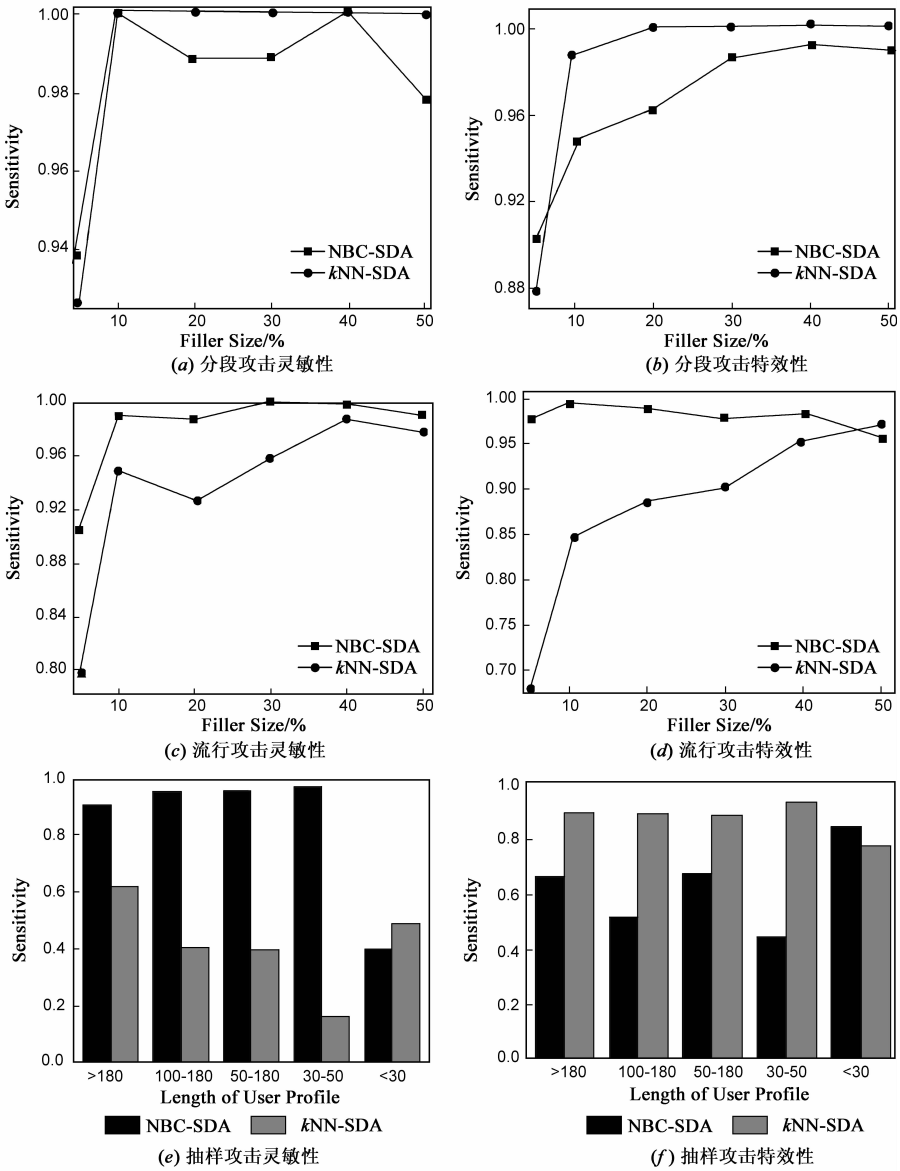 1.00
0.98
0.96
0.94
Sensitivity
NBC-SDA
kNN-SDA
10 20 30 40 50
Filler Size/%
(a) 分段攻击灵敏性
1.00
0.96
0.92
0.88
Sensitivity
NBC-SDA
kNN-SDA
10 20 30 40 50
Filler Size/%
(b) 分段攻击特效性
1.00
0.96
0.92
0.88
0.84
0.80
Sensitivity
NBC-SDA
kNN-SDA
10 20 30 40 50
Filler Size/%
(c) 流行攻击灵敏性
1.00
0.95
0.90
0.85
0.80
0.75
0.70
Sensitivity
NBC-SDA
kNN-SDA
10 20 30 40 50
Filler Size/%
(d) 流行攻击特效性
1.0
0.8
0.6
0.4
0.2
0.0
Sensitivity
>180 100-180 50-180 30-50 <30
Length of User Profile
NBC-SDA kNN-SDA
(e) 抽样攻击灵敏性
1.0
0.8
0.6
0.4
0.2
0.0
Sensitivity
>180 100-180 50-180 30-50 <30
Length of User Profile
NBC-SDA kNN-SDA
(f) 抽样攻击特效性